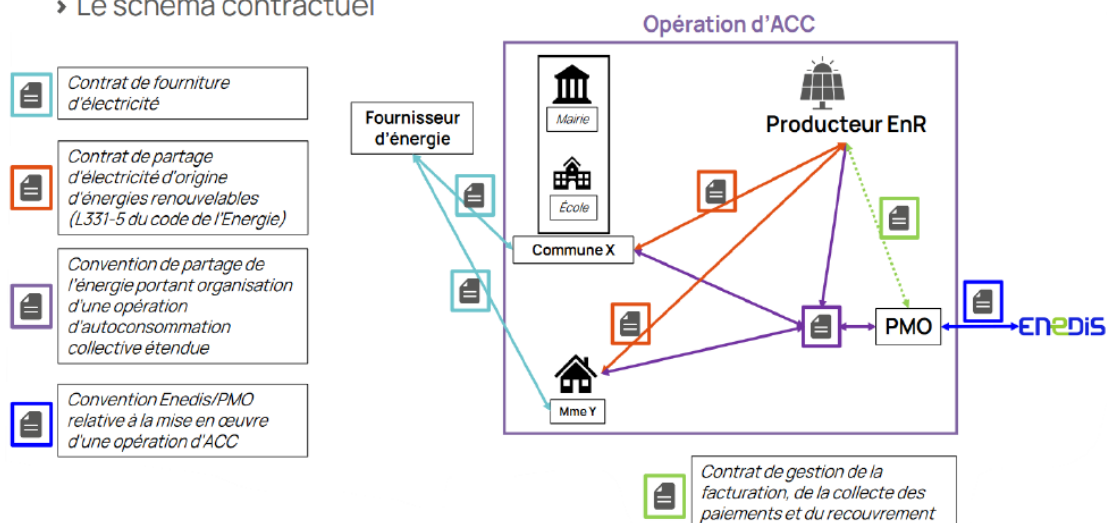 › Le schéma contractuel
Opération d'ACC
Contrat de fourniture
d'électricité
Contrat de partage
d'électricité d'origine
d'énergies renouvelables
(L331-5 du code de l'Energie)
Convention de partage de
l'énergie portant organisation
d'une opération
d'autoconsommation
collective étendue
Convention Enedis/PMO
relative à la mise en œuvre
d'une opération d'ACC
Fournisseur
d'énergie
Mairie
École
Commune X
Mme Y
Producteur EnR
PMO
ENEDIS
Contrat de gestion de la
facturation, de la collecte des
paiements et du recouvrement